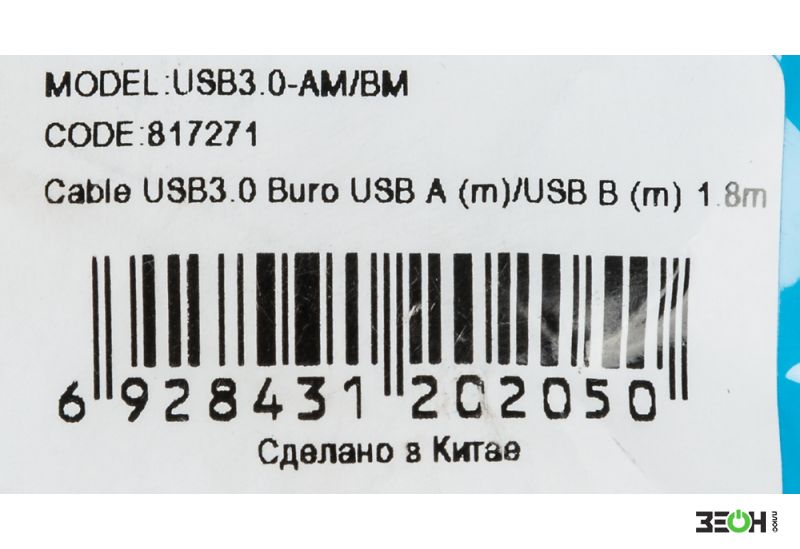 MODEL:USB3.0-AM/BM
CODE:817271
Cable USB3.0 Buro USB A (m)/USB B (m) 1.8m
6 928431 202050
Сделано в Китае
ЗЕОН